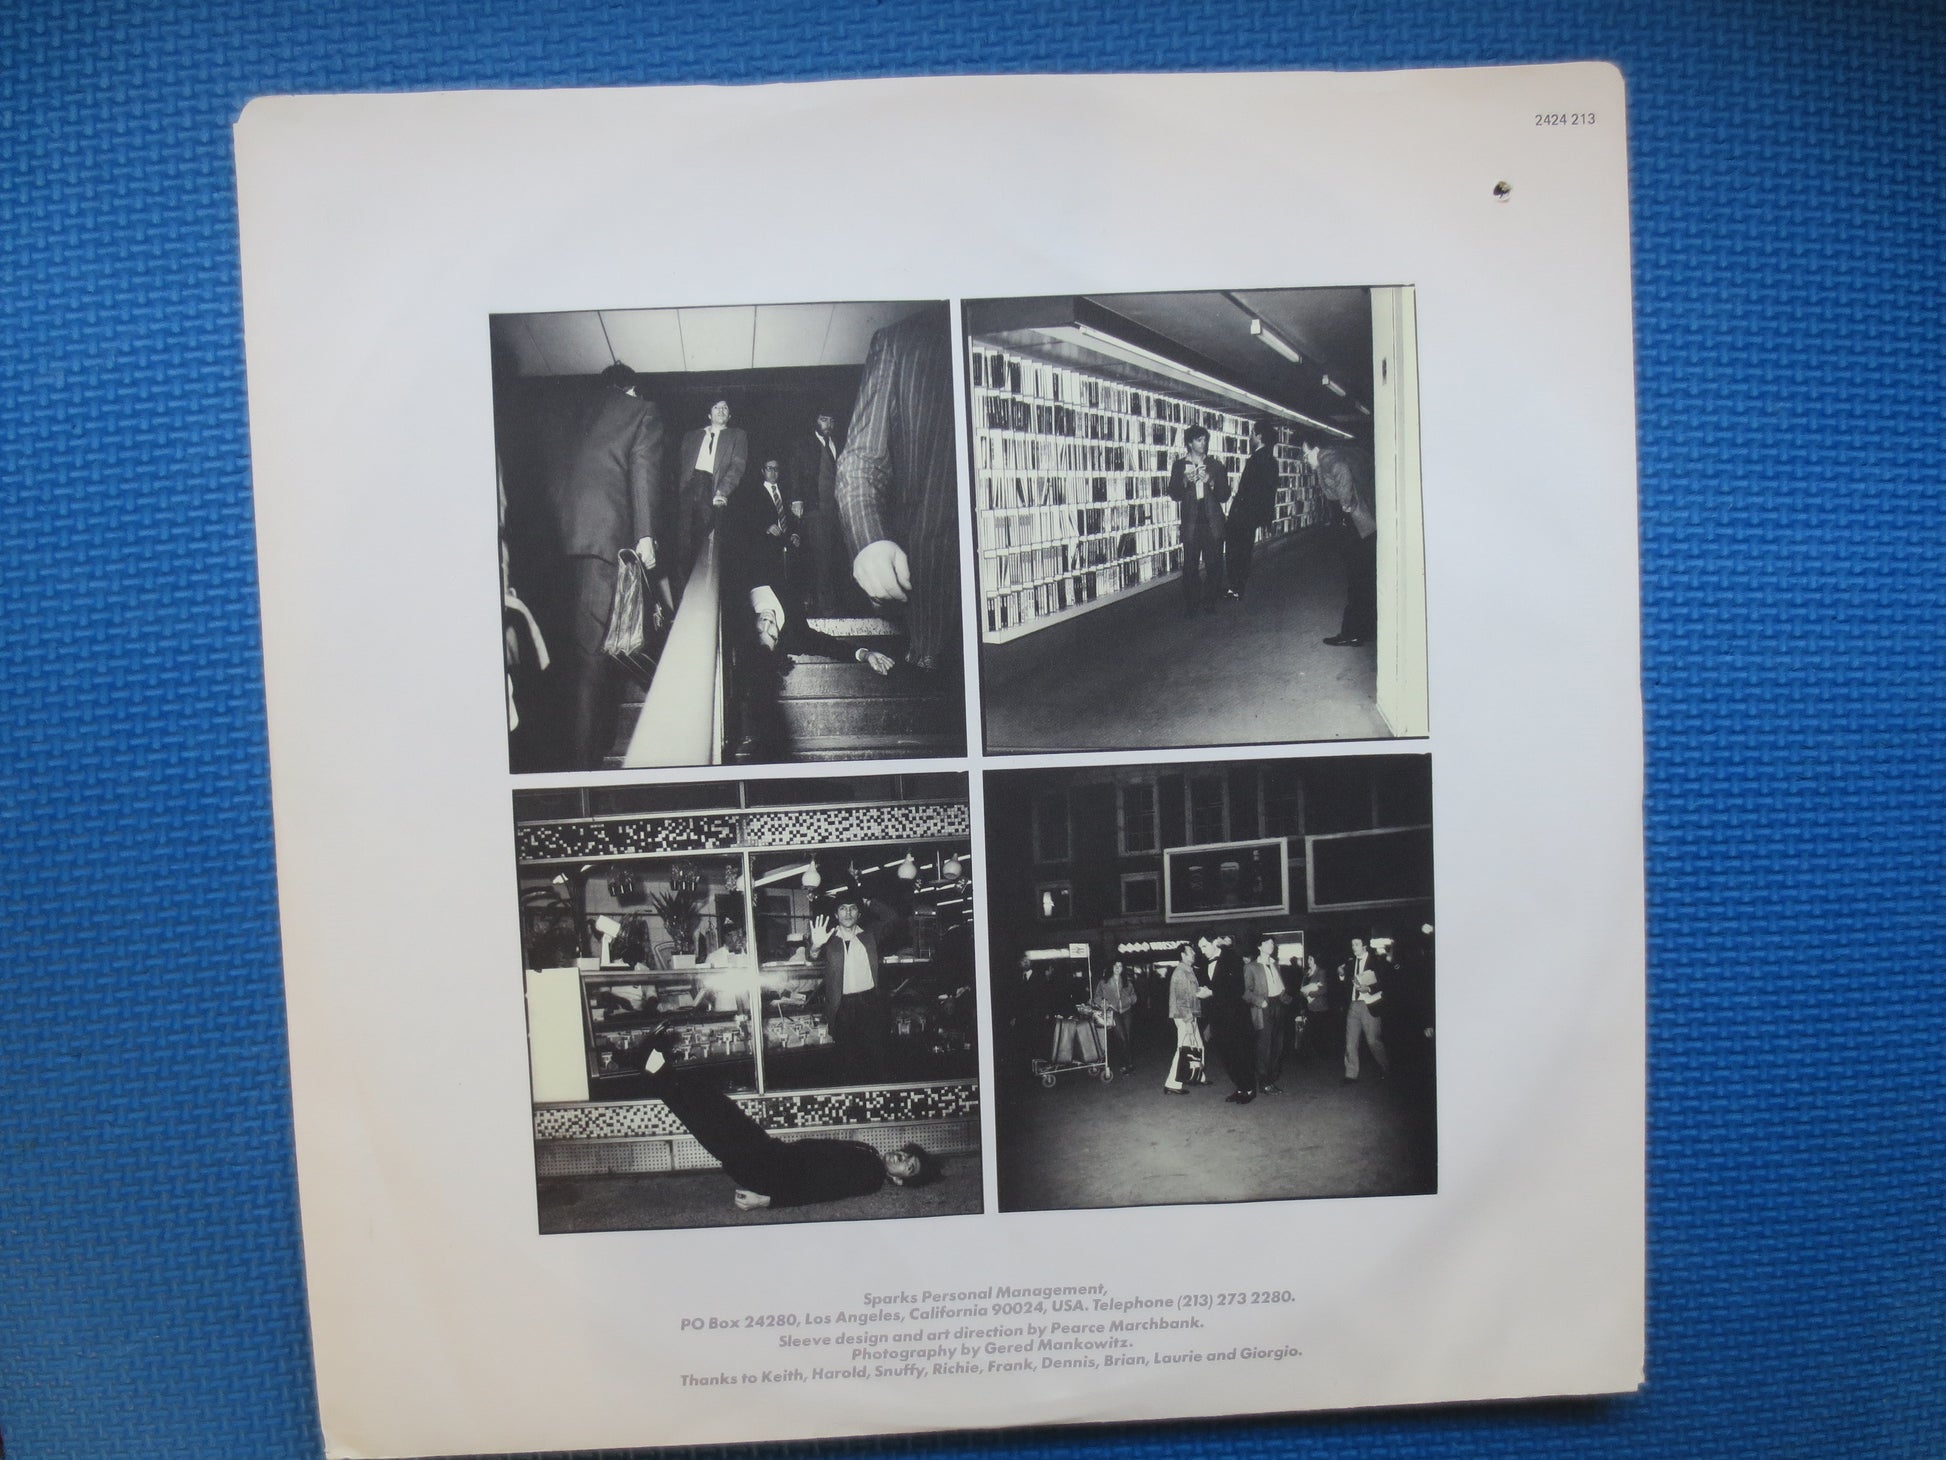 2424 213
Sparks Personal Management,
PO Box 24280, Los Angeles, California 90024, USA. Telephone (213) 273 2280.
Sleeve design and art direction by Pearce Marchbank.
Photography by Gered Mankowitz.
Thanks to Keith, Harold, Snuffy, Richie, Frank, Dennis, Brian, Laurie and Giorgio.